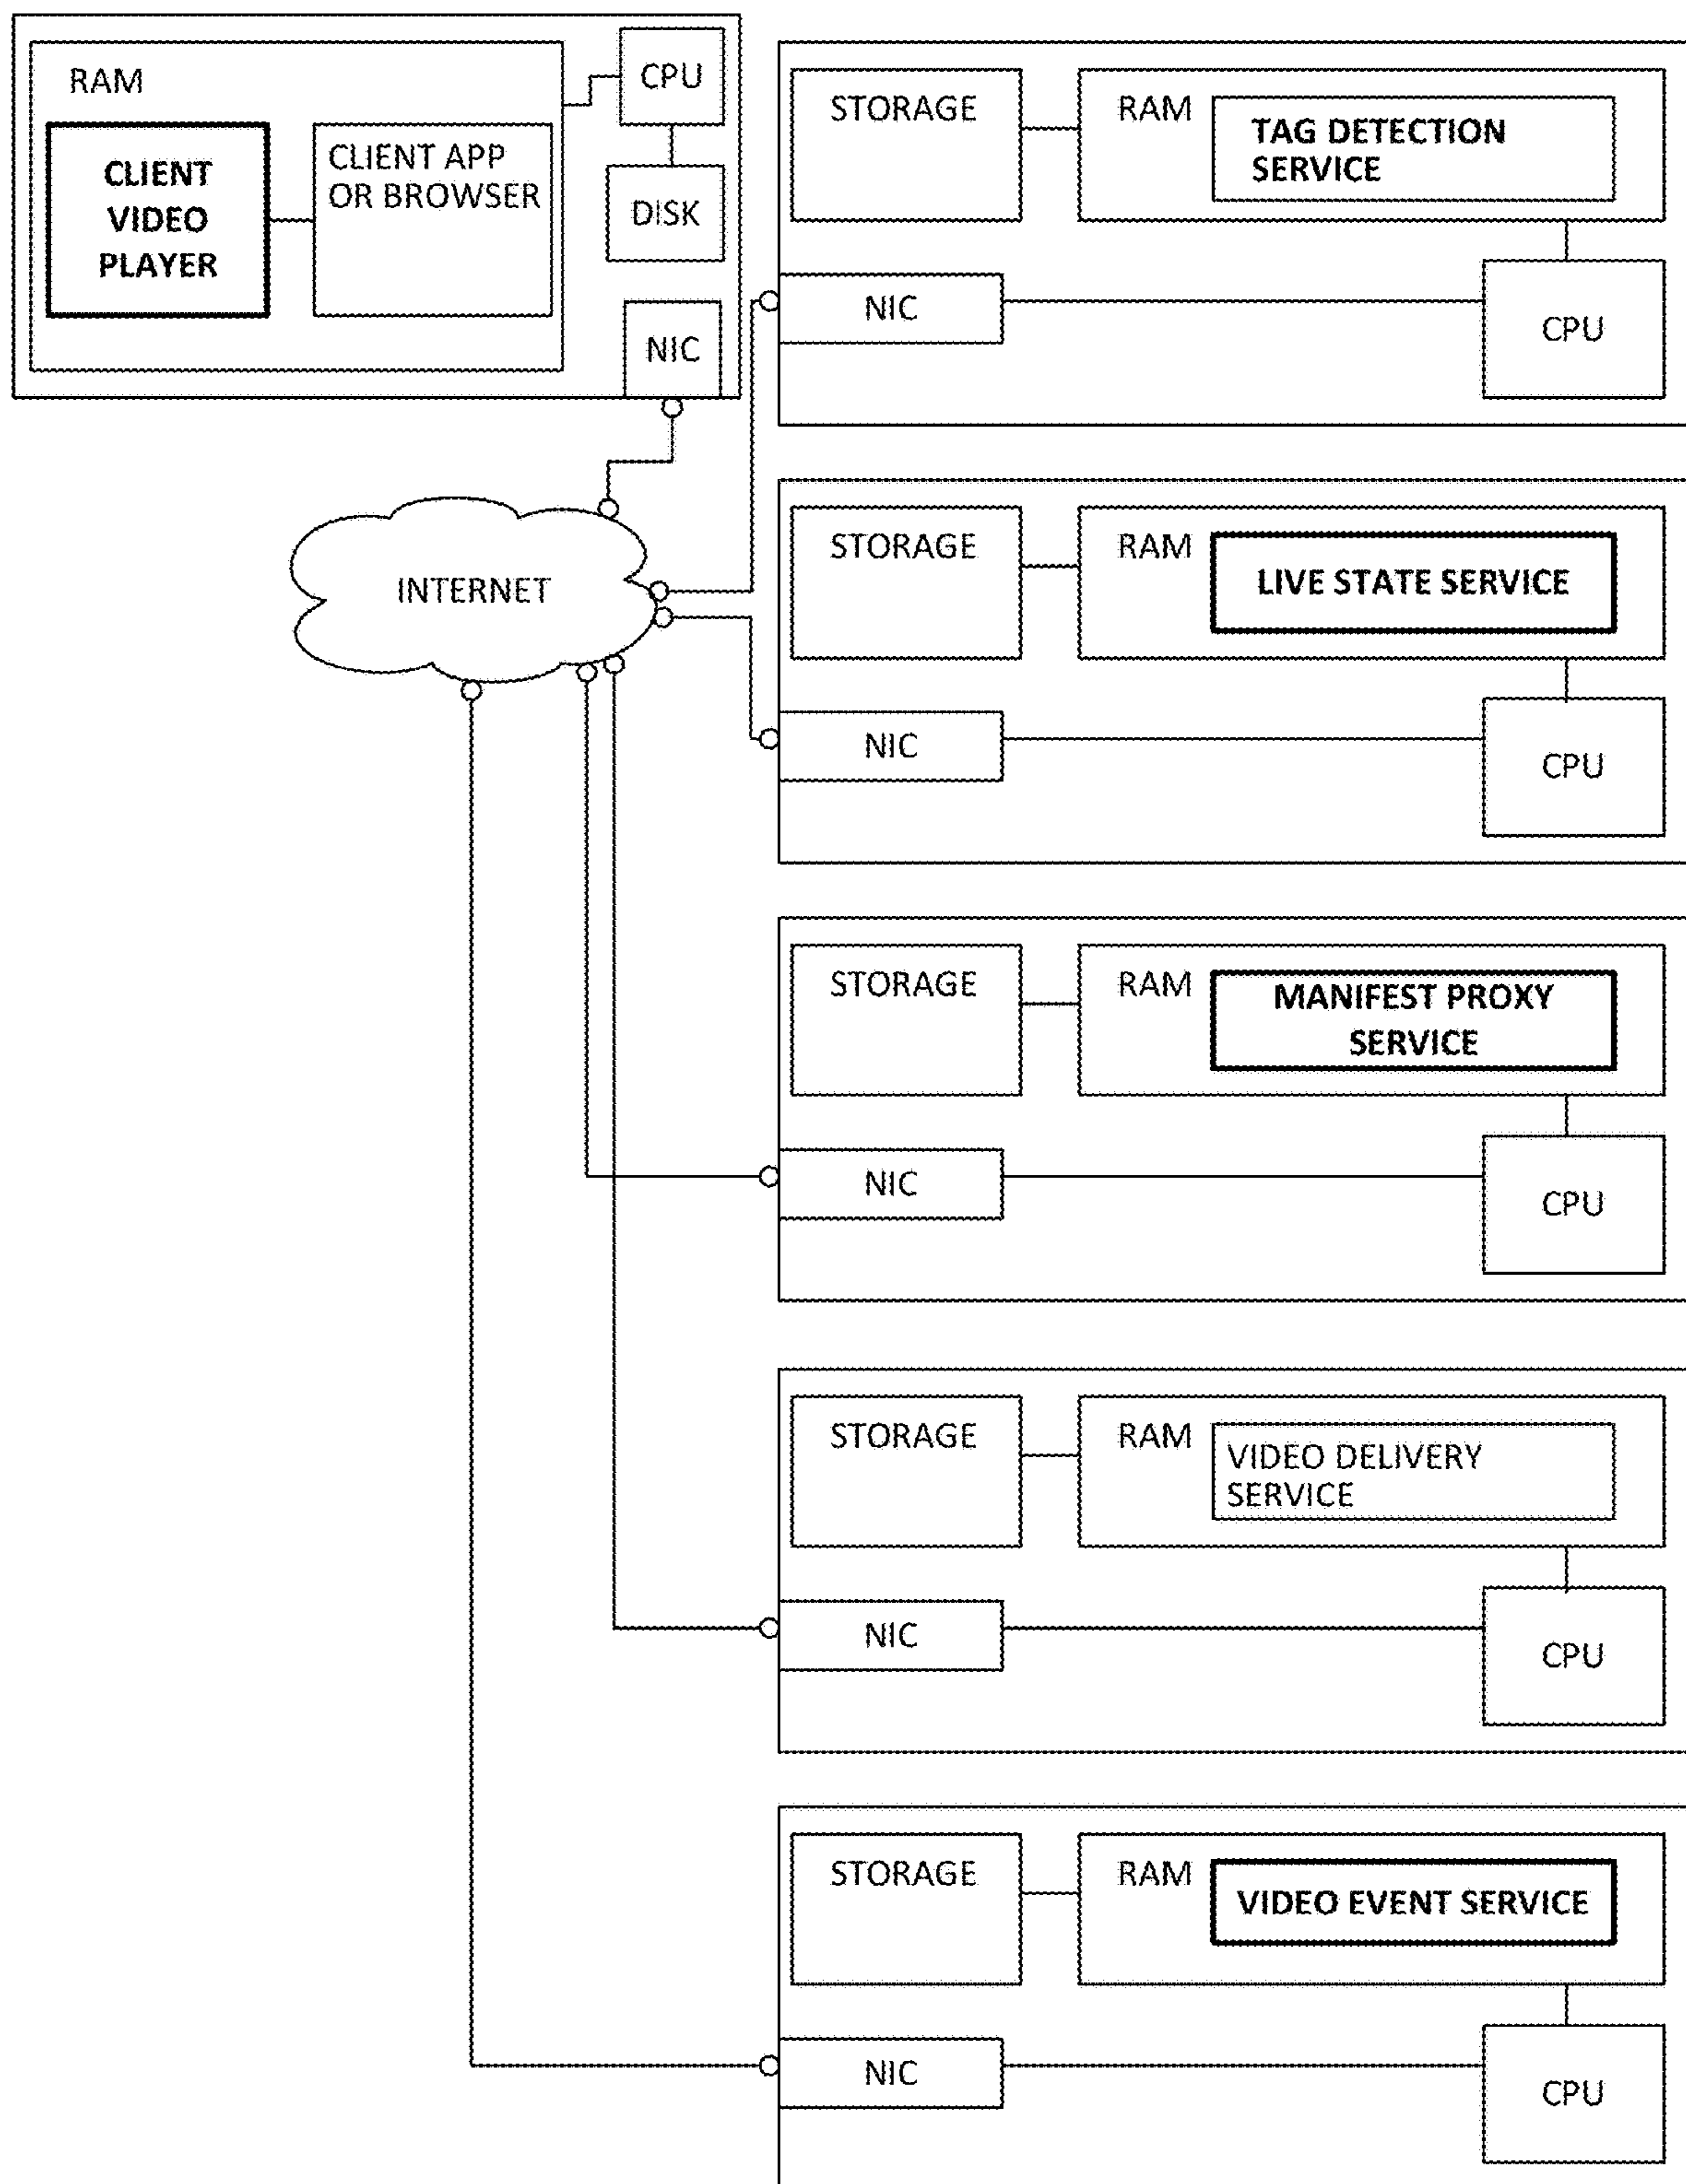 RAM
CPU
CLIENT
VIDEO
PLAYER
CLIENT APP
OR BROWSER
DISK
NIC
INTERNET
STORAGE
RAM
TAG DETECTION
SERVICE
NIC
CPU
STORAGE
RAM
LIVE STATE SERVICE
NIC
CPU
STORAGE
RAM
MANIFEST PROXY
SERVICE
NIC
CPU
STORAGE
RAM
VIDEO DELIVERY
SERVICE
NIC
CPU
STORAGE
RAM
VIDEO EVENT SERVICE
NIC
CPU